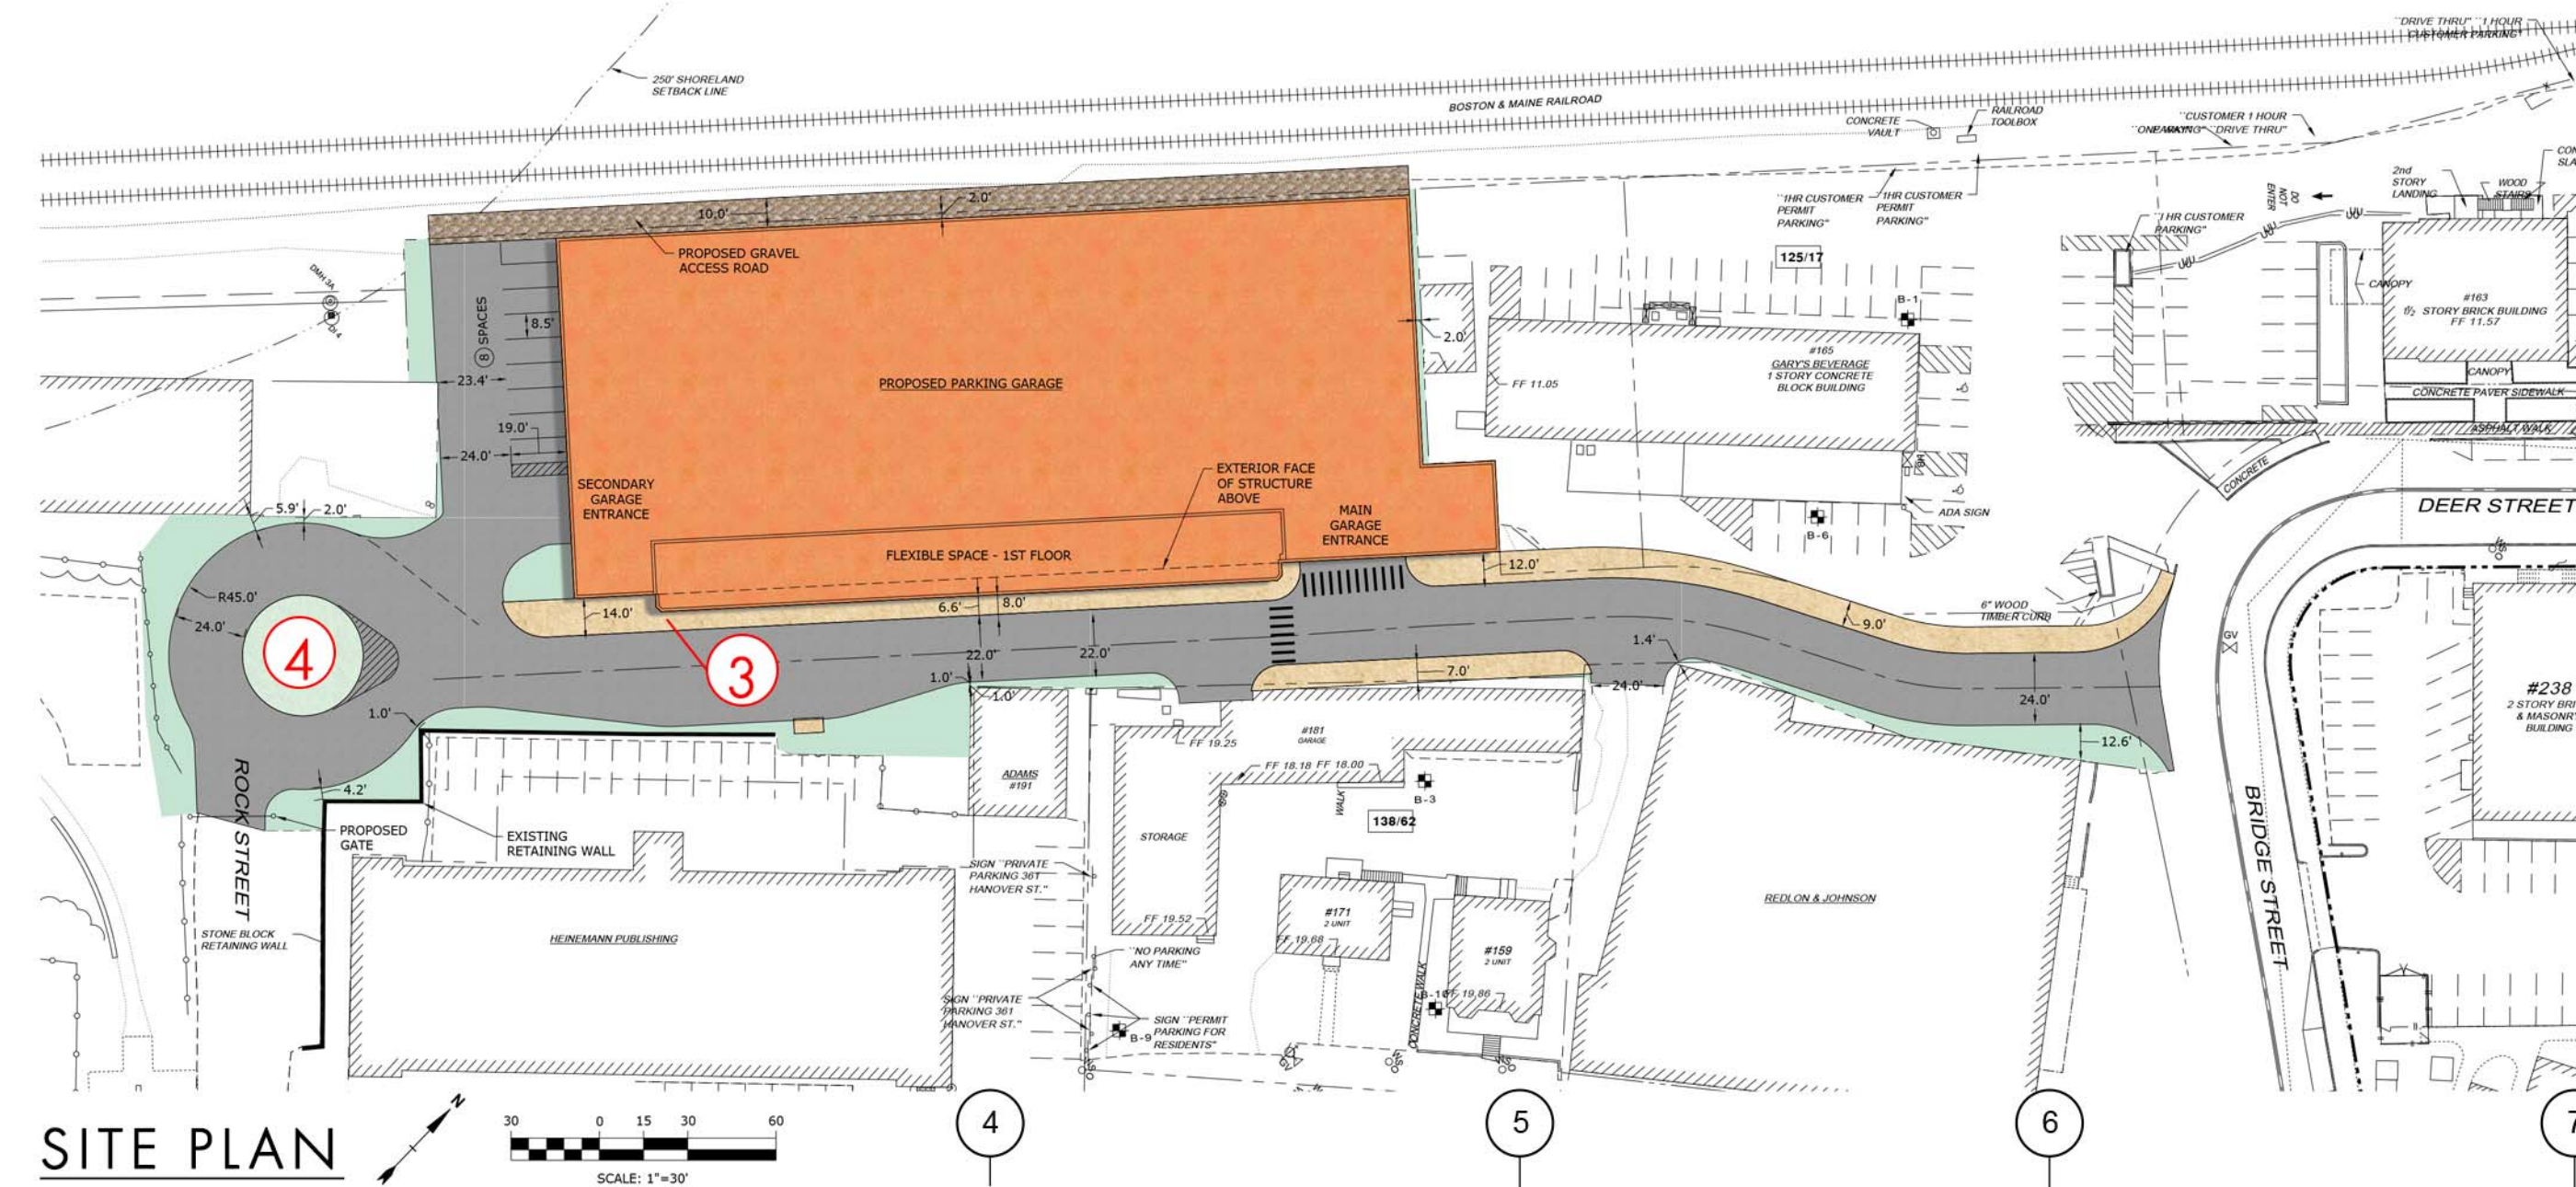 "DRIVE THRU" "1 HOUR
CUSTOMER PARKING"
250' SHORELAND
SETBACK LINE
BOSTON & MAINE RAILROAD
CONCRETE
VAULT
RAILROAD
TOOLBOX
"CUSTOMER 1 HOUR
"DRIVE THRU"
2nd
STORY
LANDING
WOOD
STAIRS
DO
NOT
ENTER
"1HR CUSTOMER
PERMIT
PARKING"
"1HR CUSTOMER
PERMIT
PARKING"
"1 HR CUSTOMER
PARKING"
10.0'
2.0'
PROPOSED GRAVEL
ACCESS ROAD
125/17
B-1
CANOPY
#163
STORY BRICK BUILDING
FF 11.57
DMH 3A
DI 4
8 SPACES
8.5'
2.0'
23.4'
PROPOSED PARKING GARAGE
FF 11.05
#165
GARY'S BEVERAGE
1 STORY CONCRETE
BLOCK BUILDING
CANOPY
CONCRETE PAVER SIDEWALK
ASPHALT WALK
19.0'
24.0'
SECONDARY
GARAGE
ENTRANCE
EXTERIOR FACE
OF STRUCTURE
ABOVE
MAIN
GARAGE
ENTRANCE
CONCRETE
ADA SIGN
DEER STREET
B-6
5.9'
2.0'
FLEXIBLE SPACE - 1ST FLOOR
12.0'
R45.0'
24.0'
14.0'
6.6'
8.0'
6" WOOD
TIMBER CURB
9.0'
GV
4
3
22.0'
22.0'
1.4'
7.0'
1.0'
1.0'
24.0'
24.0'
#238
2 STORY BRI
& MASONR
BUILDING
1.0'
12.6'
4.2'
ROCK STREET
PROPOSED
GATE
EXISTING
RETAINING WALL
ADAMS
#191
FF 19.25
#181
GARAGE
FF 18.18
FF 18.00
B-3
WALK
138/62
STORAGE
BRIDGE STREET
SIGN "PRIVATE
PARKING 361
HANOVER ST."
STONE BLOCK
RETAINING WALL
HEINEMANN PUBLISHING
FF 19.52
#171
2 UNIT
FF 19.68
#159
2 UNIT
REDLON & JOHNSON
"NO PARKING
ANY TIME"
SIGN "PRIVATE
PARKING 361
HANOVER ST."
SIGN "PERMIT
PARKING FOR
RESIDENTS"
B-9
CONCRETE WALK
B-10
FF 19.86
SITE PLAN
N
30 0 15 30 60
SCALE: 1"=30'
4
5
6
7